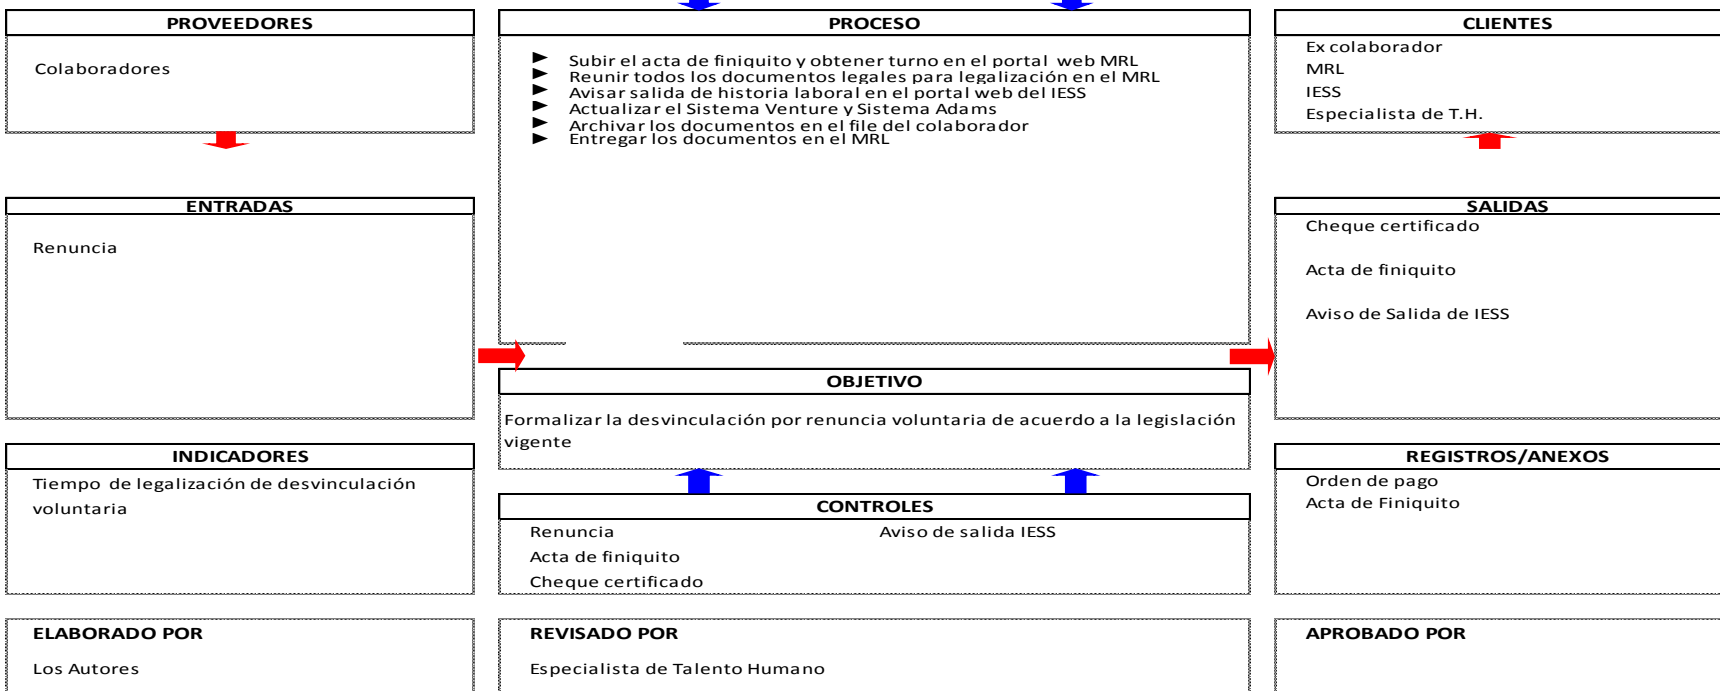 PROVEEDORES
Colaboradores
PROCESO
Subir el acta de finiquito y obtener turno en el portal web MRL
Reunir todos los documentos legales para legalización en el MRL
Avisar salida de historia laboral en el portal web del IESS
Actualizar el Sistema Venture y Sistema Adams
Archivar los documentos en el file del colaborador
Entregar los documentos en el MRL
CLIENTES
Ex colaborador
MRL
IESS
Especialista de T.H.
ENTRADAS
Renuncia
SALIDAS
Cheque certificado
Acta de finiquito
Aviso de Salida de IESS
OBJETIVO
Formalizar la desvinculación por renuncia voluntaria de acuerdo a la legislación
vigente
INDICADORES
Tiempo de legalización de desvinculación
voluntaria
CONTROLES
Renuncia Aviso de salida IESS
Acta de finiquito
Cheque certificado
REGISTROS/ANEXOS
Orden de pago
Acta de Finiquito
ELABORADO POR
Los Autores
REVISADO POR
Especialista de Talento Humano
APROBADO POR